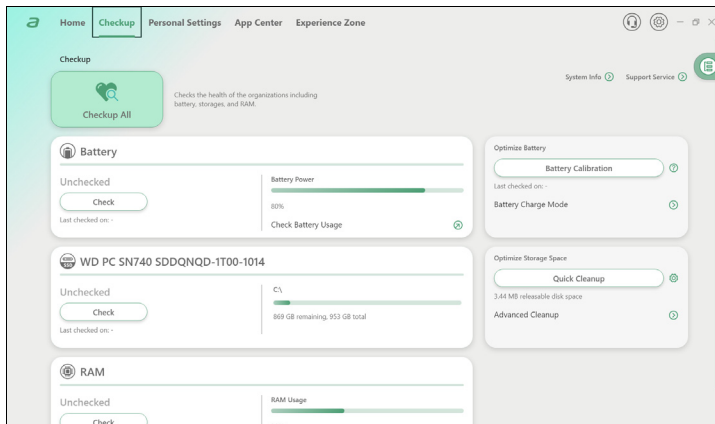 a Home Checkup Personal Settings App Center Experience Zone
Checkup
System Info Support Service
Checkup All
Checks the health of the organizations including
battery, storages, and RAM.
Battery
Unchecked
Check
Last checked on: -
Battery Power
80%
Check Battery Usage
Optimize Battery
Battery Calibration ?
Last checked on: -
Battery Charge Mode
WD PC SN740 SDDQNQD-1T00-1014
Unchecked
Check
Last checked on: -
C:\
869 GB remaining, 953 GB total
Optimize Storage Space
Quick Cleanup
3.44 MB releasable disk space
Advanced Cleanup
RAM
Unchecked
Check
RAM Usage